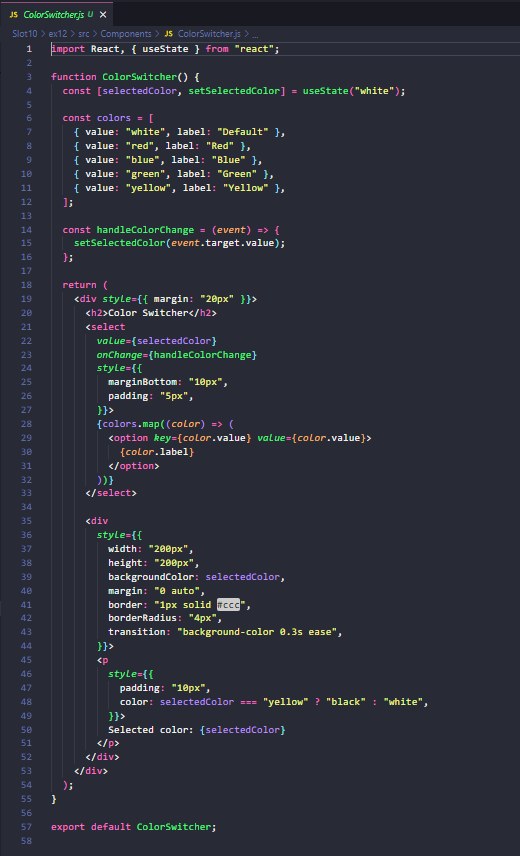 JS ColorSwitcher.js U ×
Slot10 > ex12 > src > Components > JS ColorSwitcher.js > ...
1 import React, { useState } from "react";
2
3 function ColorSwitcher() {
4 const [selectedColor, setSelectedColor] = useState("white");
5
6 const colors = [
7 { value: "white", label: "Default" },
8 { value: "red", label: "Red" },
9 { value: "blue", label: "Blue" },
10 { value: "green", label: "Green" },
11 { value: "yellow", label: "Yellow" },
12 ];
13
14 const handleColorChange = (event) => {
15 setSelectedColor(event.target.value);
16 };
17
18 return (
19 <div style={{ margin: "20px" }}>
20 <h2>Color Switcher</h2>
21 <select
22 value={selectedColor}
23 onChange={handleColorChange}
24 style={{
25 marginBottom: "10px",
26 padding: "5px",
27 }}>
28 {colors.map((color) => (
29 <option key={color.value} value={color.value}>
30 {color.label}
31 </option>
32 ))}
33 </select>
34
35 <div
36 style={{
37 width: "200px",
38 height: "200px",
39 backgroundColor: selectedColor,
40 margin: "0 auto",
41 border: "1px solid #ccc",
42 borderRadius: "4px",
43 transition: "background-color 0.3s ease",
44 }}>
45 <p
46 style={{
47 padding: "10px",
48 color: selectedColor === "yellow" ? "black" : "white",
49 }}>
50 Selected color: {selectedColor}
51 </p>
52 </div>
53 </div>
54 );
55 }
56
57 export default ColorSwitcher;
58